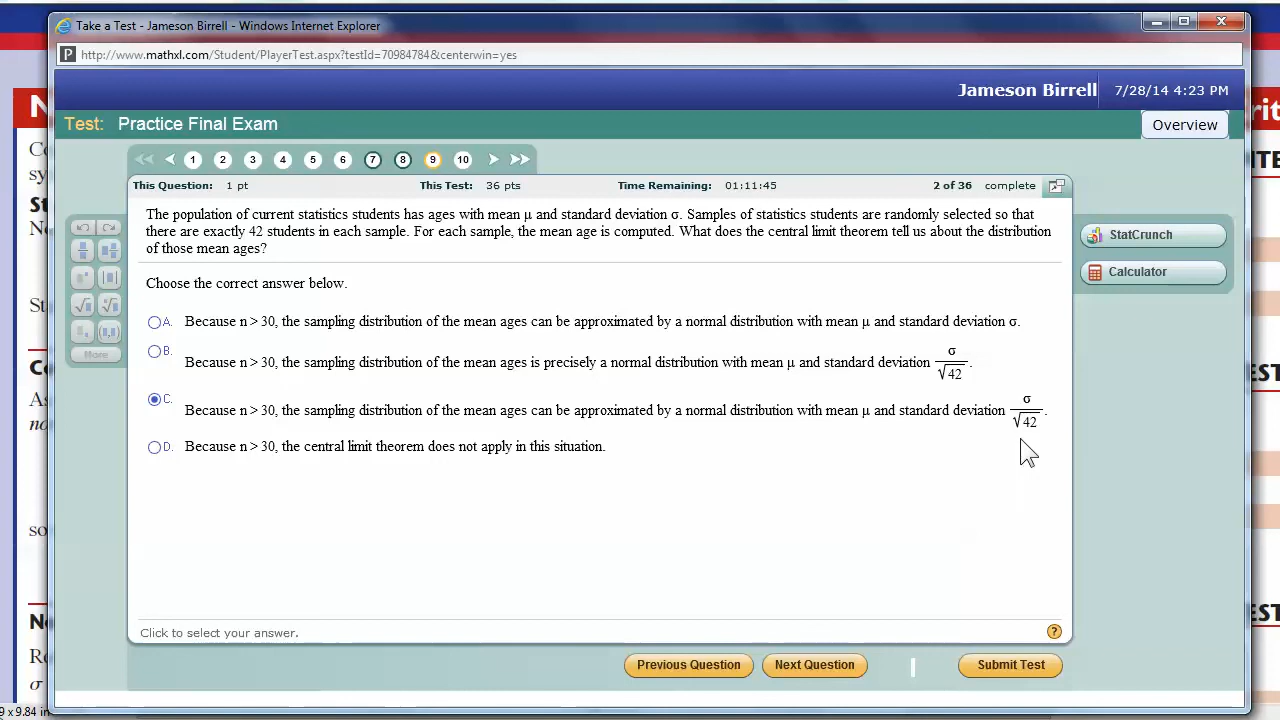 Take a Test - Jameson Birrell - Windows Internet Explorer
http://www.mathxl.com/Student/PlayerTest.aspx?testId=70984784&centerwin=yes
Jameson Birrell 7/28/14 4:23 PM
Test: Practice Final Exam
Overview
1 2 3 4 5 6 7 8 9 10
This Question: 1 pt This Test: 36 pts Time Remaining: 01:11:45 2 of 36 complete
The population of current statistics students has ages with mean μ and standard deviation σ. Samples of statistics students are randomly selected so that
there are exactly 42 students in each sample. For each sample, the mean age is computed. What does the central limit theorem tell us about the distribution
of those mean ages?
Choose the correct answer below.
A. Because n > 30, the sampling distribution of the mean ages can be approximated by a normal distribution with mean μ and standard deviation σ.
B. Because n > 30, the sampling distribution of the mean ages is precisely a normal distribution with mean μ and standard deviation σ/√42.
C. Because n > 30, the sampling distribution of the mean ages can be approximated by a normal distribution with mean μ and standard deviation σ/√42.
D. Because n > 30, the central limit theorem does not apply in this situation.
StatCrunch
Calculator
More
Click to select your answer.
?
Previous Question Next Question Submit Test
9 x 9.84 in